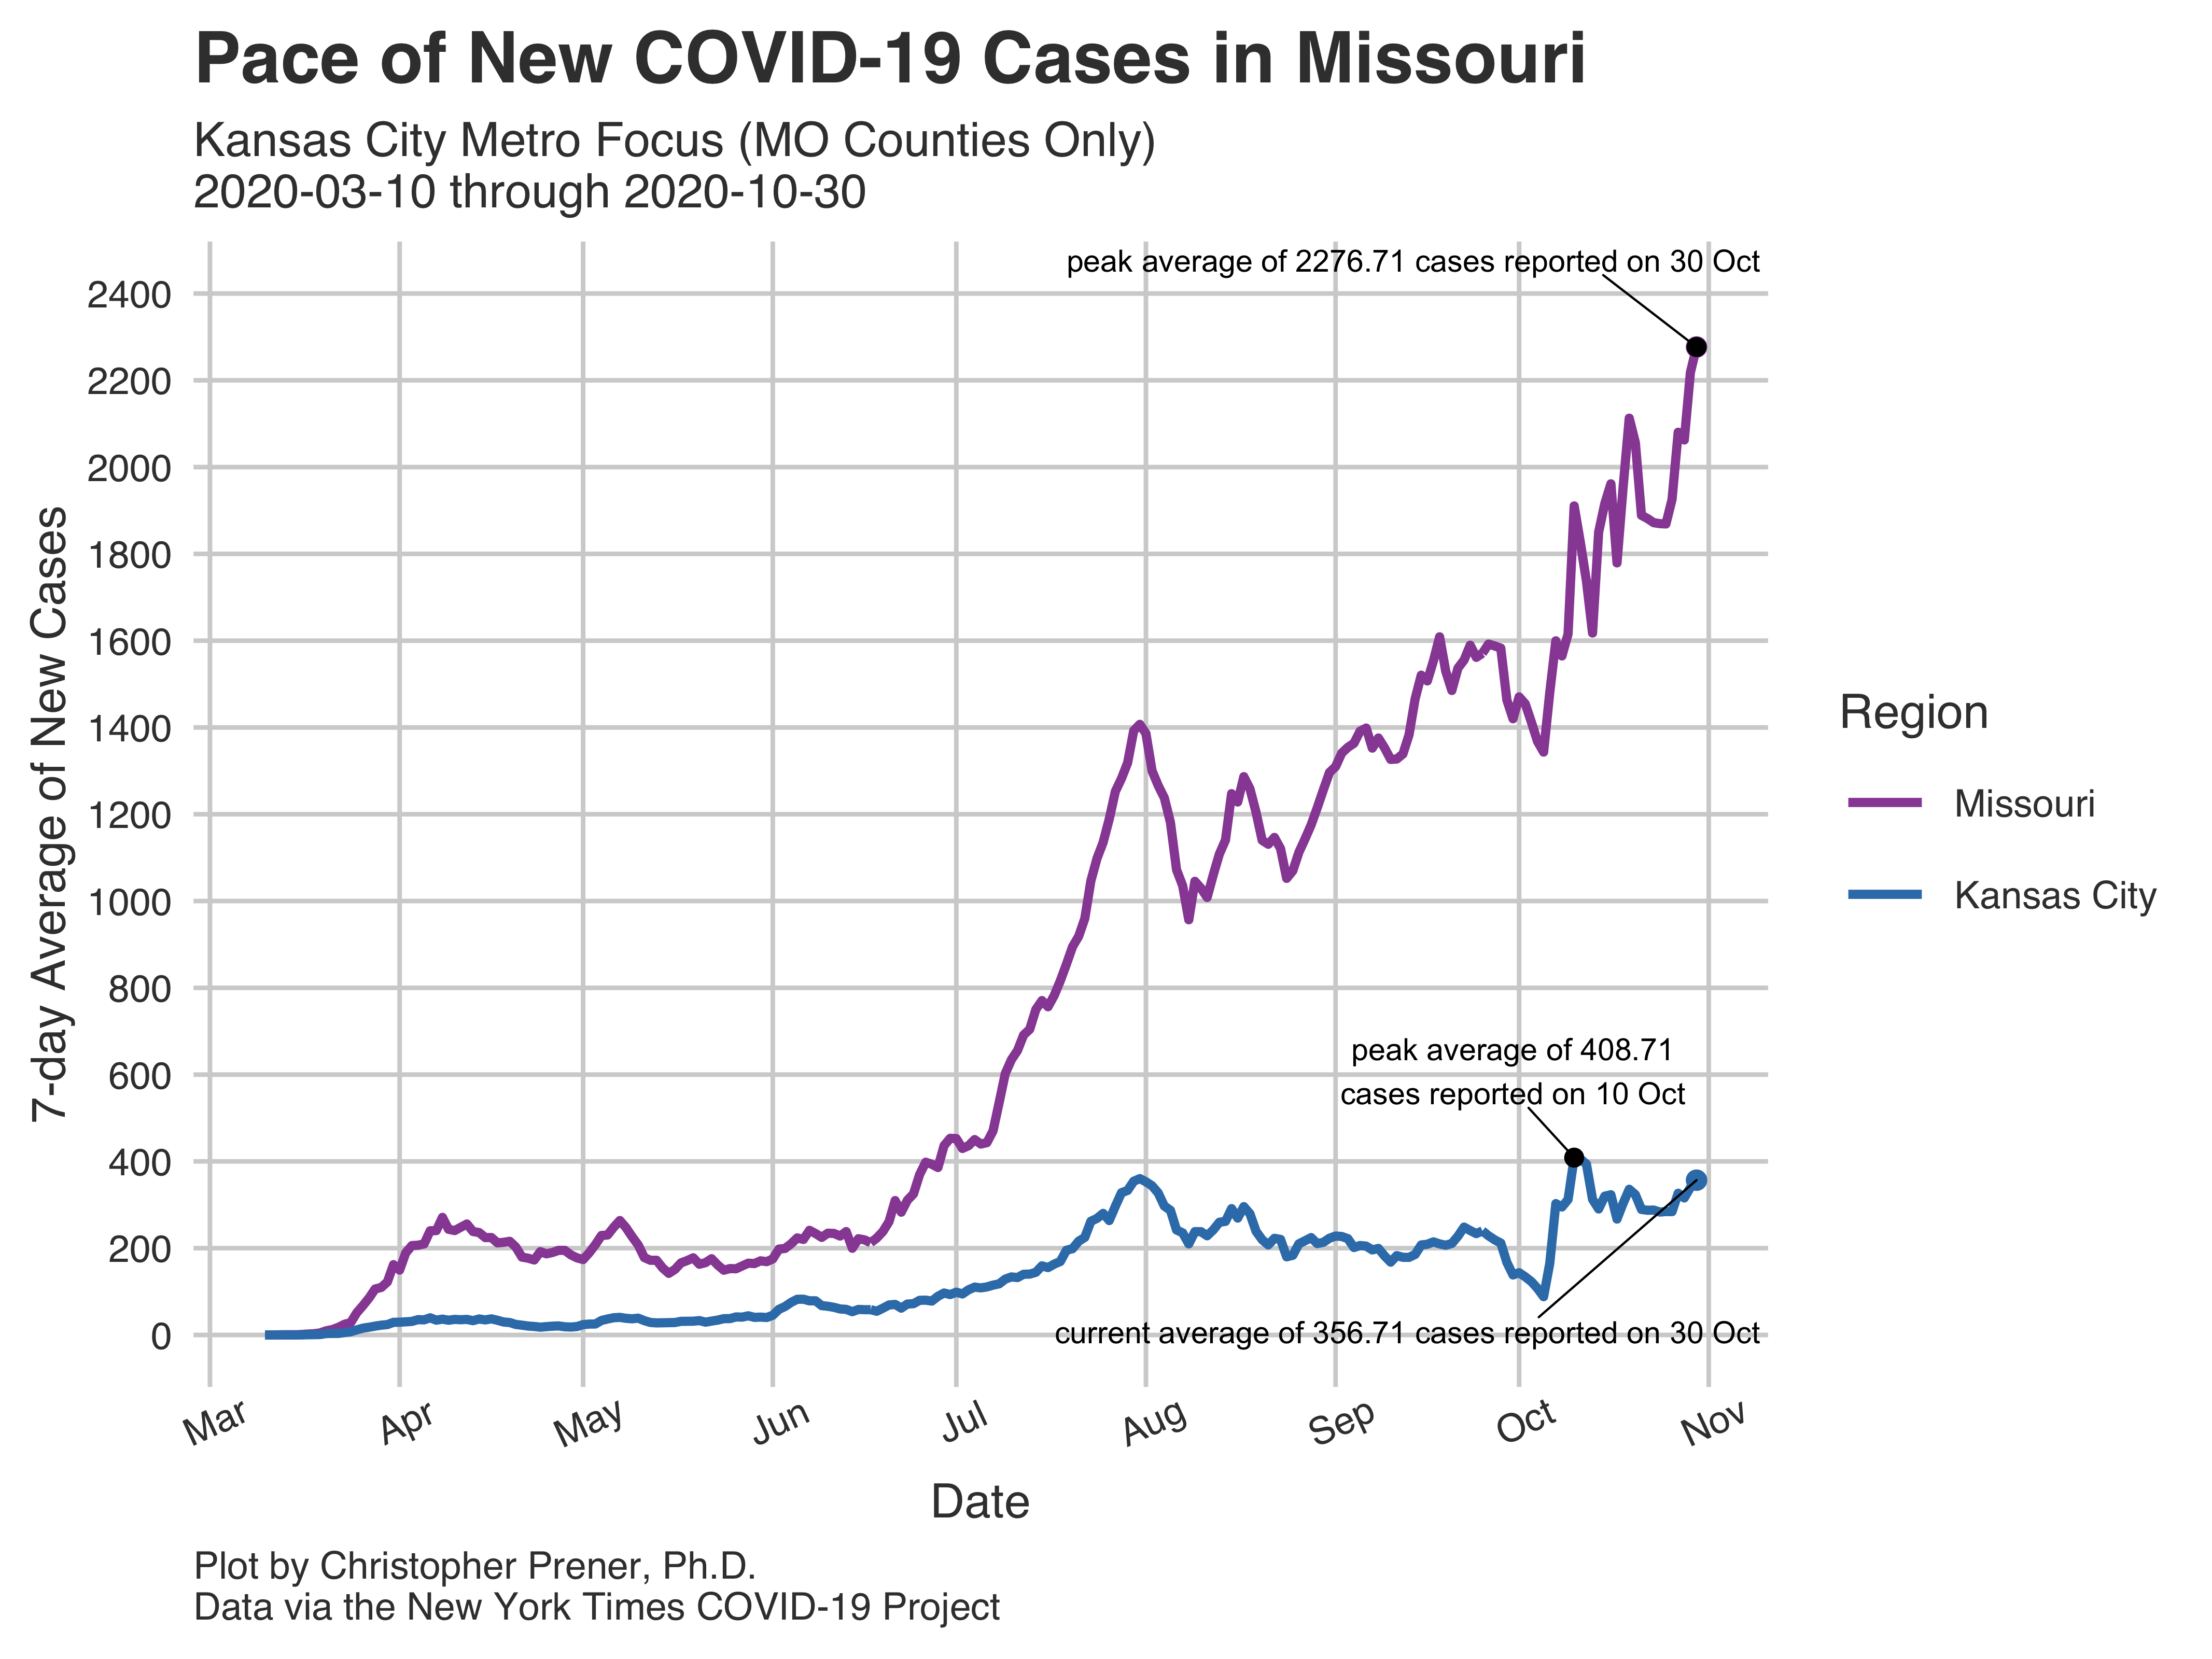 Pace of New COVID-19 Cases in Missouri
Kansas City Metro Focus (MO Counties Only)
2020-03-10 through 2020-10-30
peak average of 2276.71 cases reported on 30 Oct
2400
2200
2000
1800
1600
1400
1200
1000
800
600
400
200
0
7-day Average of New Cases
peak average of 408.71
cases reported on 10 Oct
current average of 356.71 cases reported on 30 Oct
Region
Missouri
Kansas City
Mar
Apr
May
Jun
Jul
Aug
Sep
Oct
Nov
Date
Plot by Christopher Prener, Ph.D.
Data via the New York Times COVID-19 Project